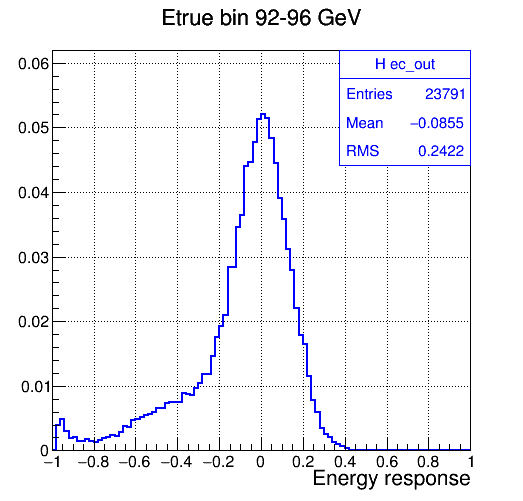 Etrue bin 92-96 GeV
H ec_out
Entries 23791
Mean −0.0855
RMS 0.2422
0.06
0.05
0.04
0.03
0.02
0.01
0
−1 −0.8 −0.6 −0.4 −0.2 0 0.2 0.4 0.6 0.8 1
Energy response